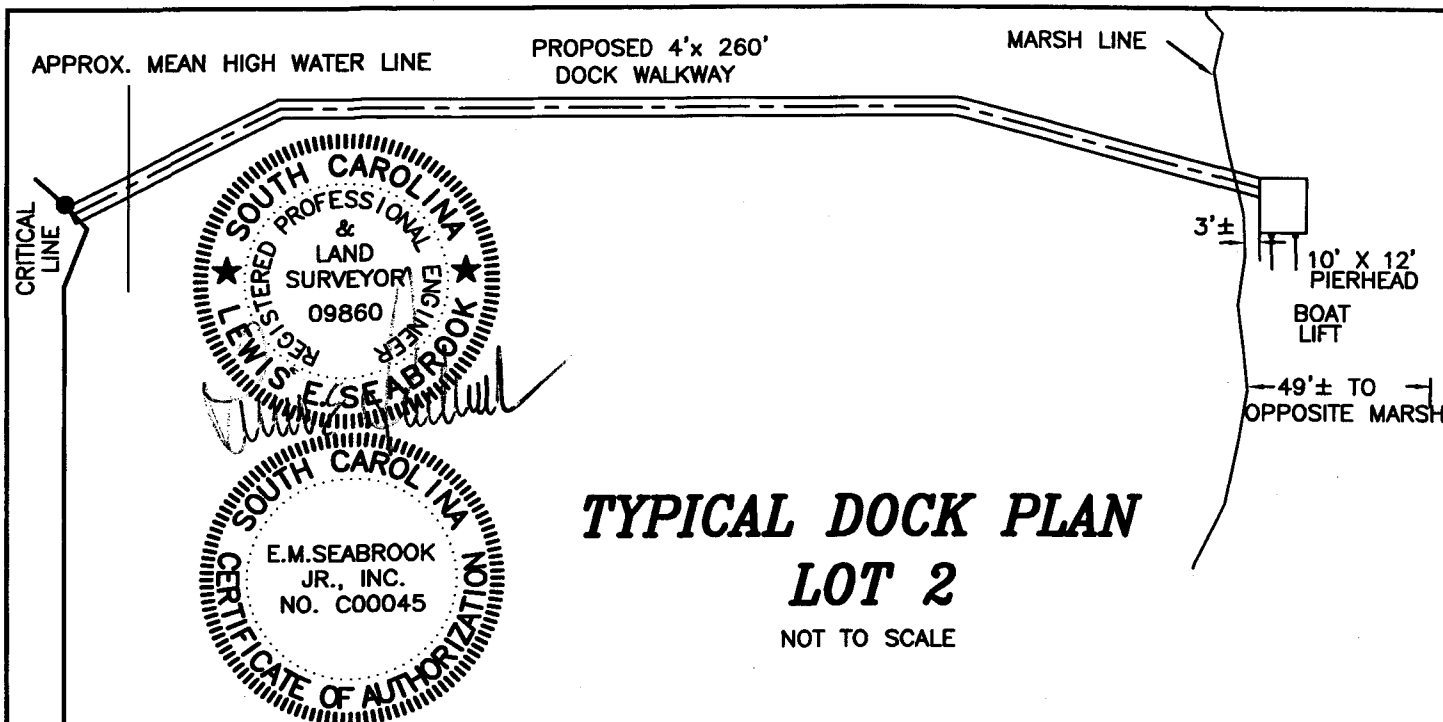 APPROX. MEAN HIGH WATER LINE
PROPOSED 4'x 260'
DOCK WALKWAY
MARSH LINE
CRITICAL
LINE
3'±
10' X 12'
PIERHEAD
BOAT
LIFT
49'± TO
OPPOSITE MARSH
SOUTH CAROLINA
REGISTERED PROFESSIONAL ENGINEER
&
LAND
SURVEYOR
09860
LEWIS E. SEABROOK
SOUTH CAROLINA
E.M.SEABROOK
JR., INC.
NO. C00045
CERTIFICATE OF AUTHORIZATION
TYPICAL DOCK PLAN
LOT 2
NOT TO SCALE